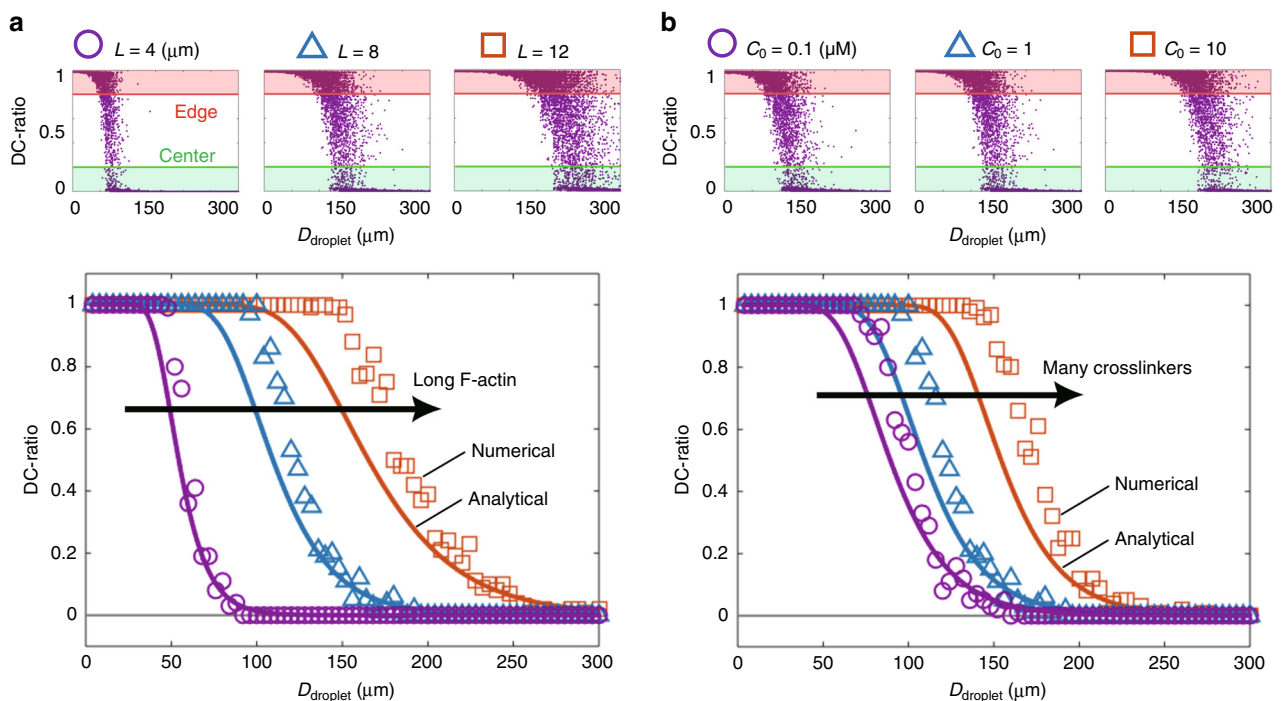 a
L = 4 (μm)
L = 8
L = 12
DC-ratio
1
0.5
0
Edge
Center
0 150 300
0 150 300
0 150 300
D_droplet (μm)
DC-ratio
1
0.8
0.6
0.4
0.2
0
Long F-actin
Numerical
Analytical
0 50 100 150 200 250 300
D_droplet (μm)
b
C₀ = 0.1 (μM)
C₀ = 1
C₀ = 10
DC-ratio
1
0.5
0
0 150 300
0 150 300
0 150 300
D_droplet (μm)
DC-ratio
1
0.8
0.6
0.4
0.2
0
Many crosslinkers
Numerical
Analytical
0 50 100 150 200 250 300
D_droplet (μm)